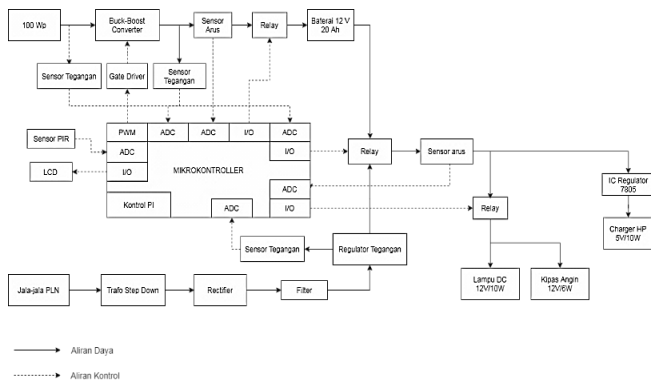 100 Wp
Buck-Boost
Converter
Sensor
Arus
Relay
Baterai 12 V
20 Ah
Sensor Tegangan
Gate Driver
Sensor
Tegangan
PWM
ADC
ADC
I/O
ADC
Sensor PIR
ADC
I/O
Relay
Sensor arus
LCD
I/O
MIKROKONTROLLER
IC Regulator
7805
ADC
Kontrol PI
ADC
I/O
Relay
Charger HP
5V/10W
Sensor Tegangan
Regulator Tegangan
Jala-jala PLN
Trafo Step Down
Rectifier
Filter
Lampu DC
12V/10W
Kipas Angin
12V/6W
Aliran Daya
Aliran Kontrol